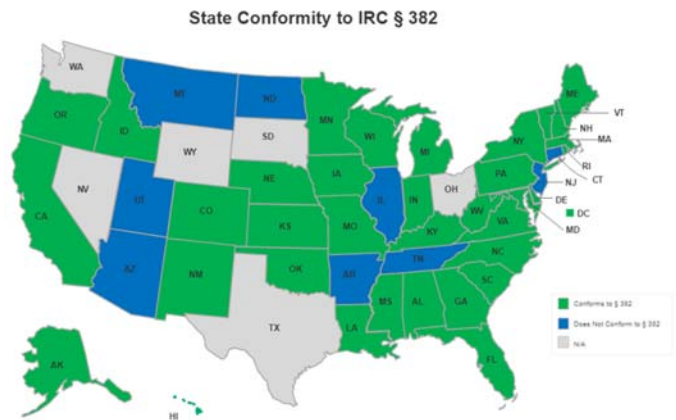 State Conformity to IRC § 382
WA
MT
ND
MN
ME
VT
OR
ID
WY
SD
WI
MI
NY
NH
MA
RI
CT
NV
UT
NE
IA
IL
IN
OH
PA
NJ
DE
DC
MD
CA
CO
KS
MO
KY
WV
VA
AZ
NM
OK
AR
TN
NC
SC
TX
LA
MS
AL
GA
FL
AK
HI
Conforms to § 382
Does Not Conform to § 382
N/A